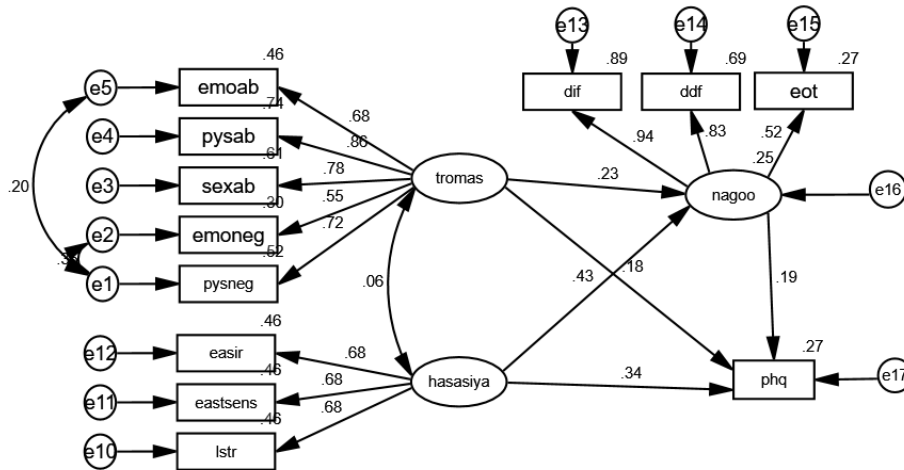 e13
e14
e15
.89
.69
.27
dif
ddf
eot
.46
e5
emoab
.74
e4
pysab
.61
e3
sexab
.30
e2
emoneg
.52
e1
pysneg
.20
.68
.86
.78
.55
.72
tromas
.94
.83
.52
.25
.23
nagoo
e16
.43
.18
.19
.06
.46
e12
easir
.46
e11
eastsens
.46
e10
lstr
.68
.68
.68
hasasiya
.34
.27
phq
e17